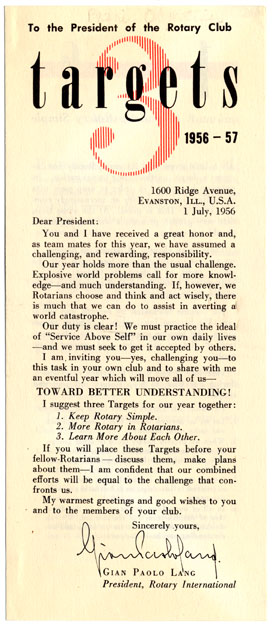 To the President of the Rotary Club
3
targets
1956 – 57
1600 Ridge Avenue,
Evanston, Ill., U.S.A.
1 July, 1956
Dear President:
You and I have received a great honor and,
as team mates for this year, we have assumed a
challenging, and rewarding, responsibility.
Our year holds more than the usual challenge.
Explosive world problems call for more knowl-
edge—and much understanding. If, however, we
Rotarians choose and think and act wisely, there
is much that we can do to assist in averting a
world catastrophe.
Our duty is clear! We must practice the ideal
of "Service Above Self" in our own daily lives
—and we must seek to get it accepted by others.
I am inviting you—yes, challenging you—to
this task in your own club and to share with me
an eventful year which will move all of us—
TOWARD BETTER UNDERSTANDING!
I suggest three Targets for our year together:
1. Keep Rotary Simple.
2. More Rotary in Rotarians.
3. Learn More About Each Other.
If you will place these Targets before your
fellow-Rotarians — discuss them, make plans
about them—I am confident that our combined
efforts will be equal to the challenge that con-
fronts us.
My warmest greetings and good wishes to you
and to the members of your club.
Sincerely yours,
Gian Paolo Lang
Gian Paolo Lang
President, Rotary International